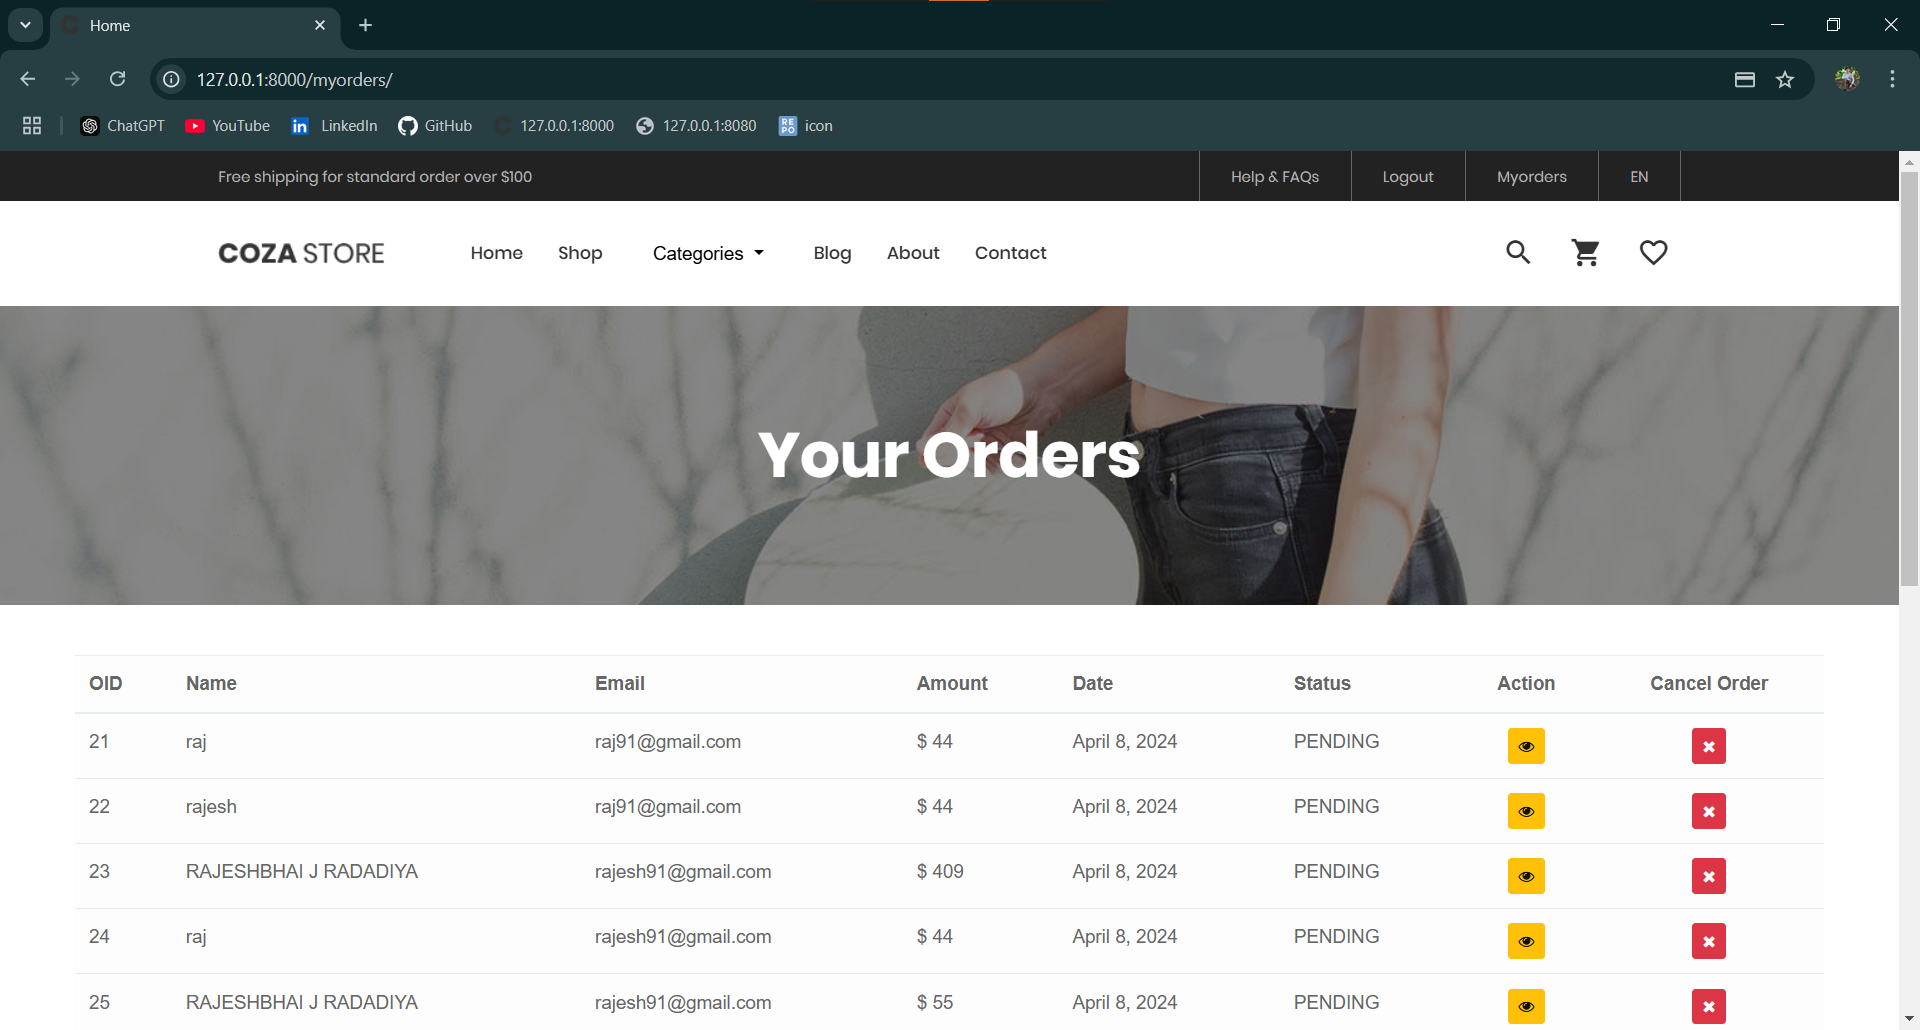 Home
127.0.0.1:8000/myorders/
ChatGPT YouTube LinkedIn GitHub 127.0.0.1:8000 127.0.0.1:8080 icon
Free shipping for standard order over $100 Help & FAQs Logout Myorders EN
COZA STORE Home Shop Categories Blog About Contact
Your Orders
OID Name Email Amount Date Status Action Cancel Order
21 raj raj91@gmail.com $ 44 April 8, 2024 PENDING
22 rajesh raj91@gmail.com $ 44 April 8, 2024 PENDING
23 RAJESHBHAI J RADADIYA rajesh91@gmail.com $ 409 April 8, 2024 PENDING
24 raj rajesh91@gmail.com $ 44 April 8, 2024 PENDING
25 RAJESHBHAI J RADADIYA rajesh91@gmail.com $ 55 April 8, 2024 PENDING